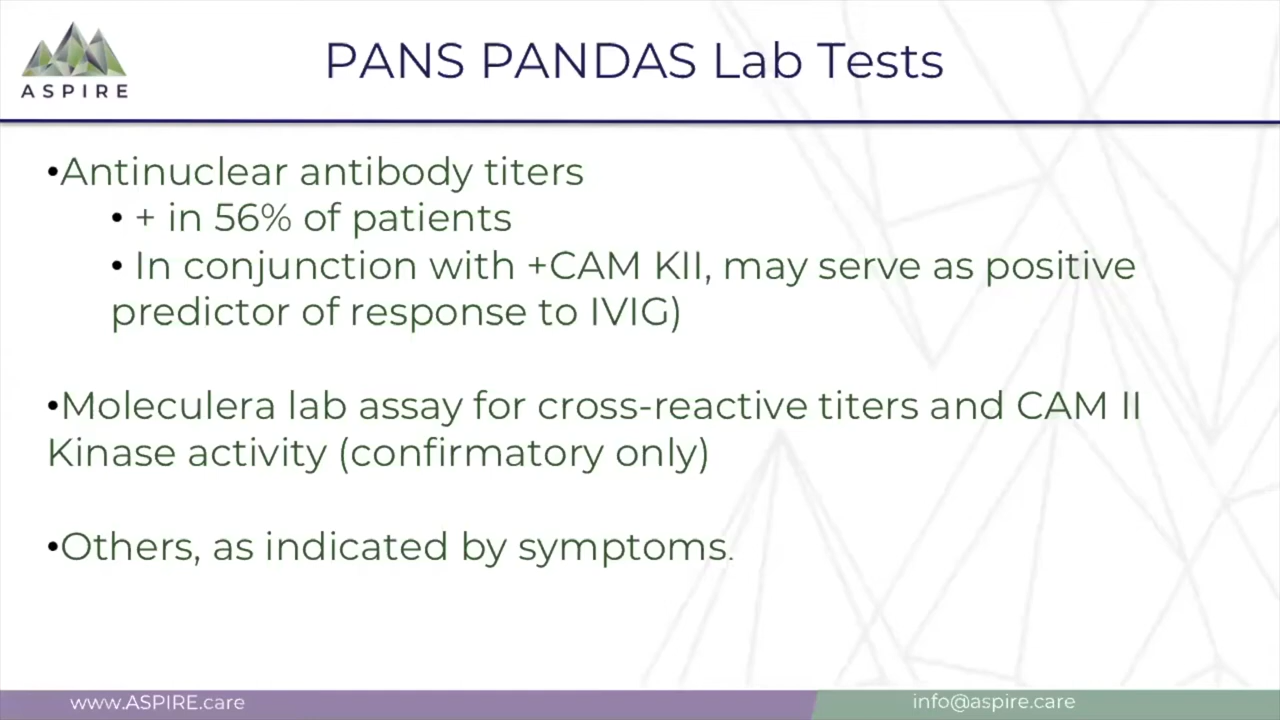 PANS PANDAS Lab Tests
ASPIRE
•Antinuclear antibody titers
• + in 56% of patients
• In conjunction with +CAM KII, may serve as positive
predictor of response to IVIG)
•Moleculera lab assay for cross-reactive titers and CAM II
Kinase activity (confirmatory only)
•Others, as indicated by symptoms.
www.ASPIRE.care
info@aspire.care